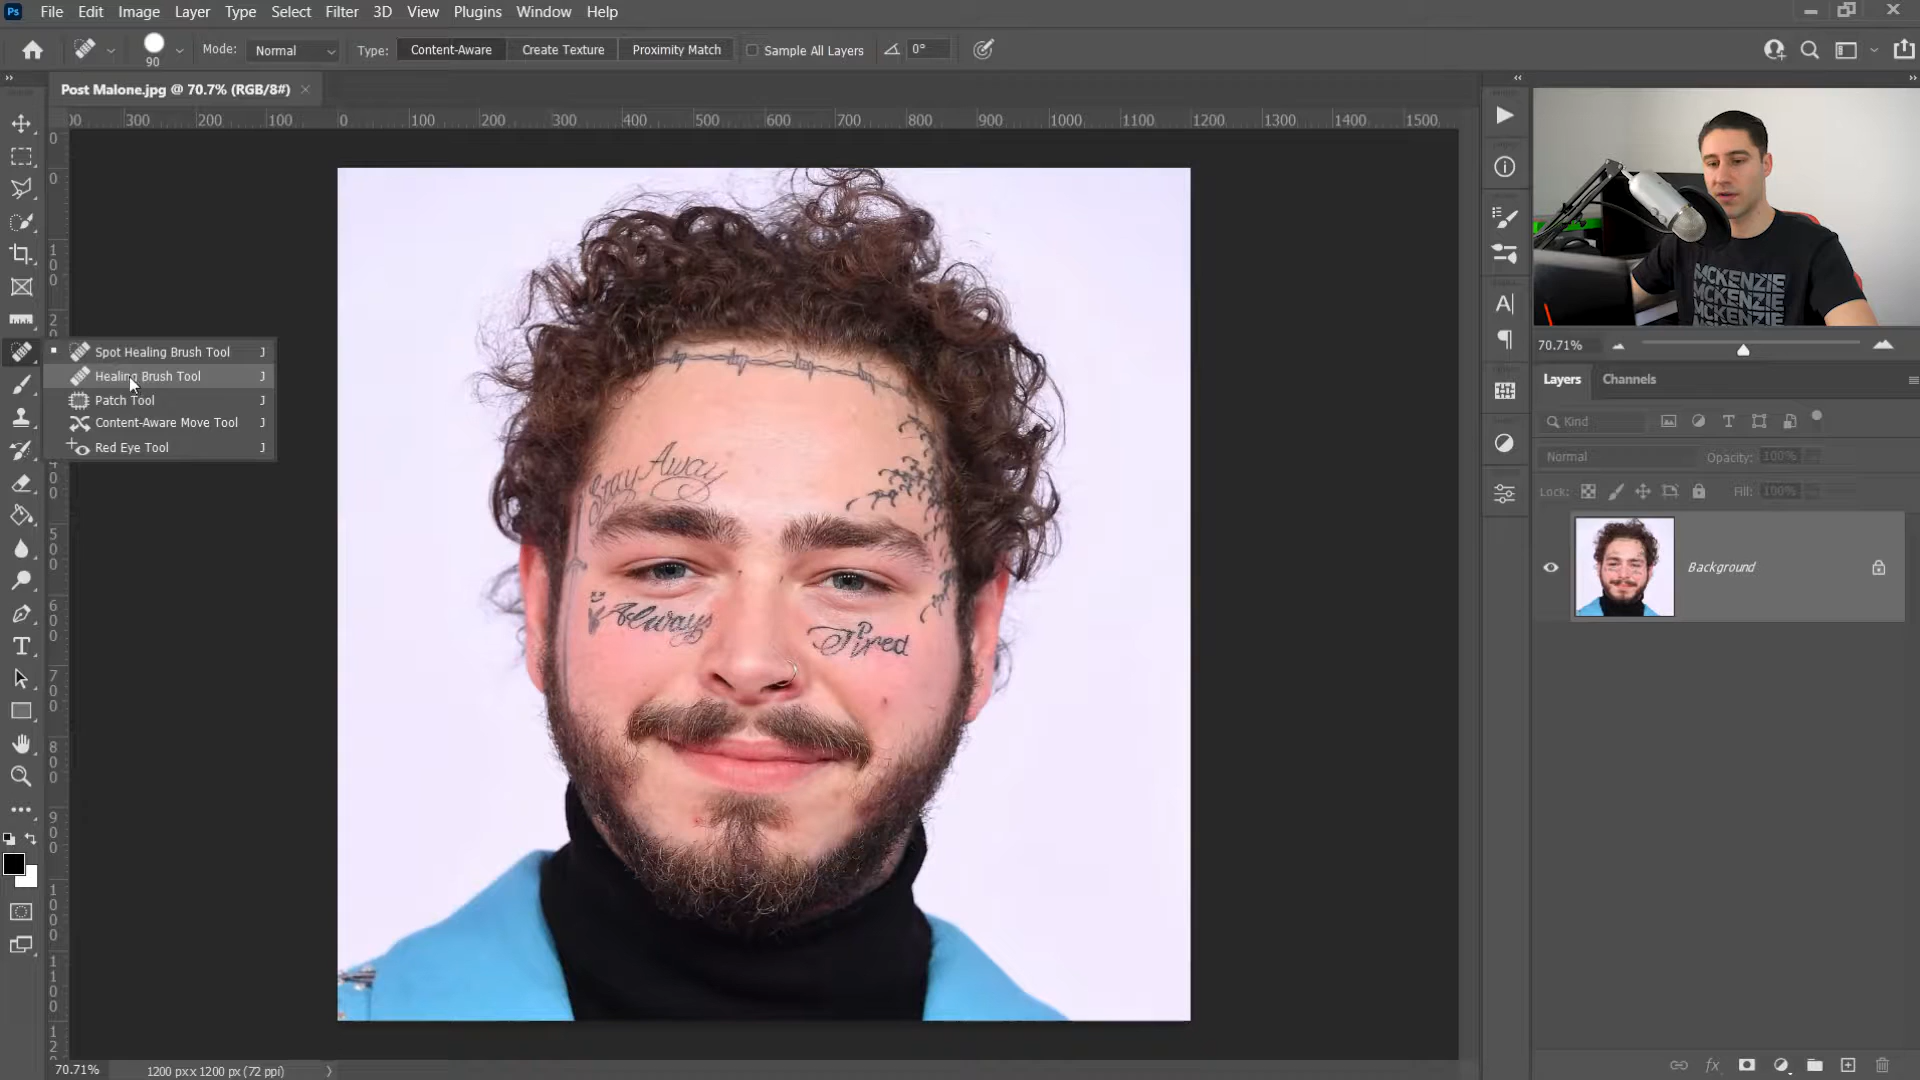 Ps File Edit Image Layer Type Select Filter 3D View Plugins Window Help
90 Mode: Normal Type: Content-Aware Create Texture Proximity Match Sample All Layers 0°
Post Malone.jpg @ 70.7% (RGB/8#)
300 200 100 0 100 200 300 400 500 600 700 800 900 1000 1100 1200 1300 1400 1500
Spot Healing Brush Tool J
Healing Brush Tool J
Patch Tool J
Content-Aware Move Tool J
Red Eye Tool J
Stay Away
Always
Tired
MCKENZIE
MCKENZIE
MCKENZIE
MCKENZIE
70.71%
Layers Channels
Kind
Normal Opacity: 100%
Lock: Fill: 100%
Background
70.71% 1200 px x 1200 px (72 ppi)